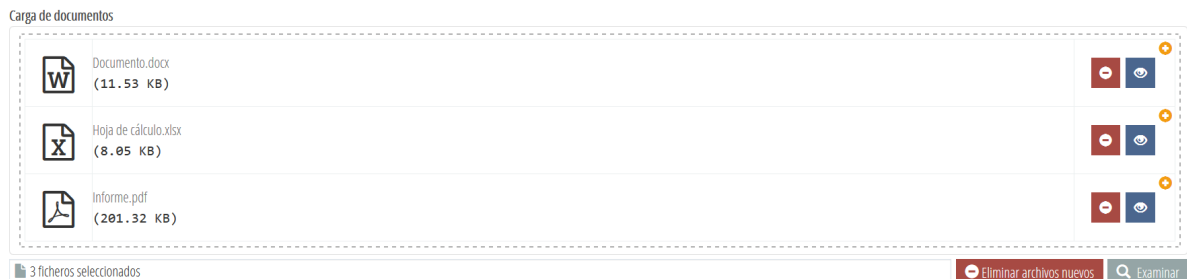 Carga de documentos
W
Documento.docx
(11.53 KB)
X
Hoja de cálculo.xlsx
(8.05 KB)
Informe.pdf
(201.32 KB)
3 ficheros seleccionados
Eliminar archivos nuevos
Examinar